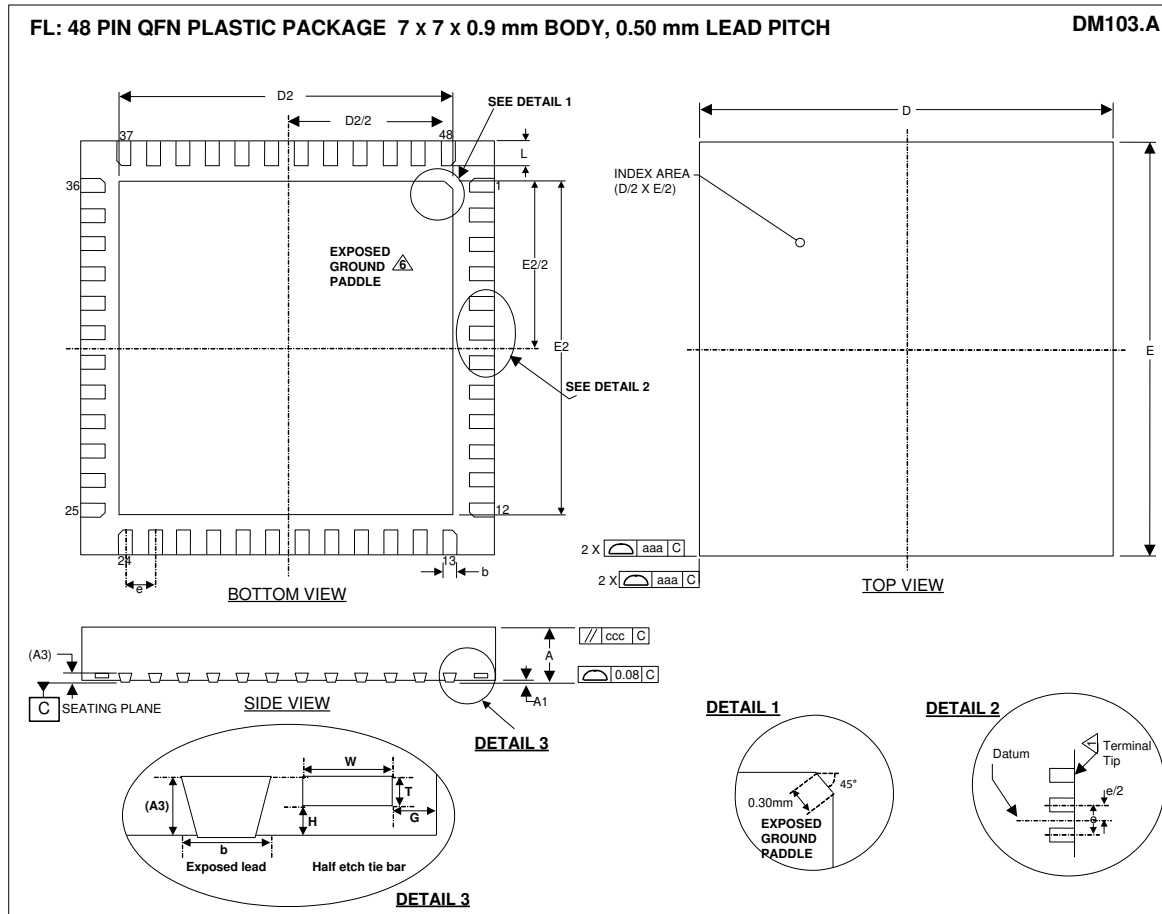 FL: 48 PIN QFN PLASTIC PACKAGE 7 x 7 x 0.9 mm BODY, 0.50 mm LEAD PITCH
DM103.A
D2
SEE DETAIL 1
D2/2
37
48
L
36
1
EXPOSED
GROUND
PADDLE
6
E2/2
E2
SEE DETAIL 2
25
12
24
13
e
b
BOTTOM VIEW
D
INDEX AREA
(D/2 X E/2)
E
2 X aaa C
2 X aaa C
TOP VIEW
(A3)
A
// ccc C
0.08 C
A1
C SEATING PLANE
SIDE VIEW
DETAIL 3
W
(A3)
T
H
G
b
Exposed lead
Half etch tie bar
DETAIL 3
DETAIL 1
0.30mm
45°
EXPOSED
GROUND
PADDLE
DETAIL 2
Datum
1
Terminal
Tip
e/2
e